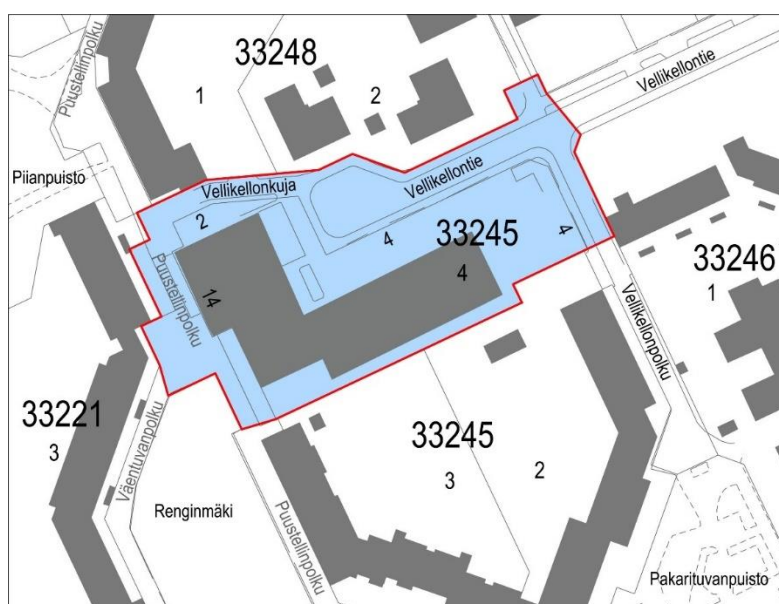 Puustellinpolku
33248
1
2
Vellikellontie
Piianpuisto
Vellikellonkuja
Vellikellontie
2
4
33245
4
4
33246
1
Puustellinpolku
14
Vellikellonpolku
33221
3
Väentuvanpolku
33245
3
2
Renginmäki
Puustellinpolku
Pakarituvanpuisto